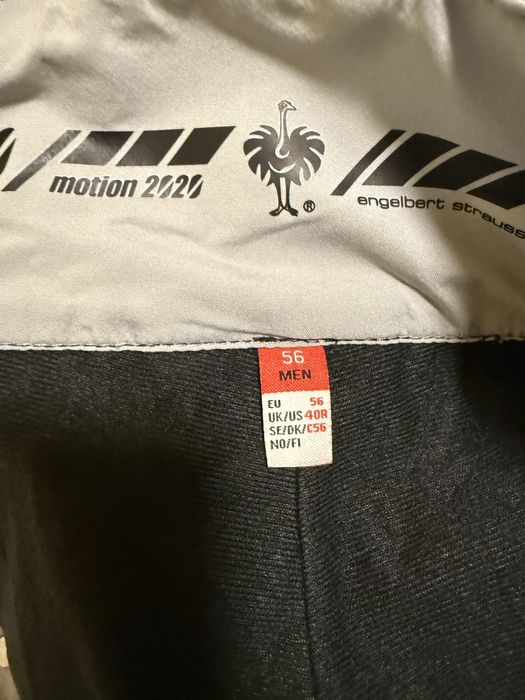 motion 2020
®
engelbert strauss
56
MEN
EU 56
UK/US 40R
SE/DK/ C56
NO/FI